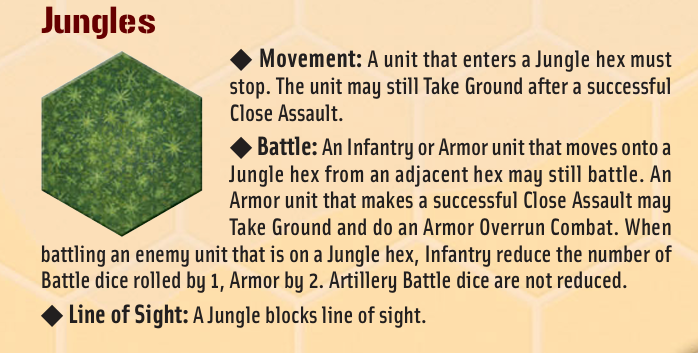 Jungles
◆ Movement: A unit that enters a Jungle hex must
stop. The unit may still Take Ground after a successful
Close Assault.
◆ Battle: An Infantry or Armor unit that moves onto a
Jungle hex from an adjacent hex may still battle. An
Armor unit that makes a successful Close Assault may
Take Ground and do an Armor Overrun Combat. When
battling an enemy unit that is on a Jungle hex, Infantry reduce the number of
Battle dice rolled by 1, Armor by 2. Artillery Battle dice are not reduced.
◆ Line of Sight: A Jungle blocks line of sight.